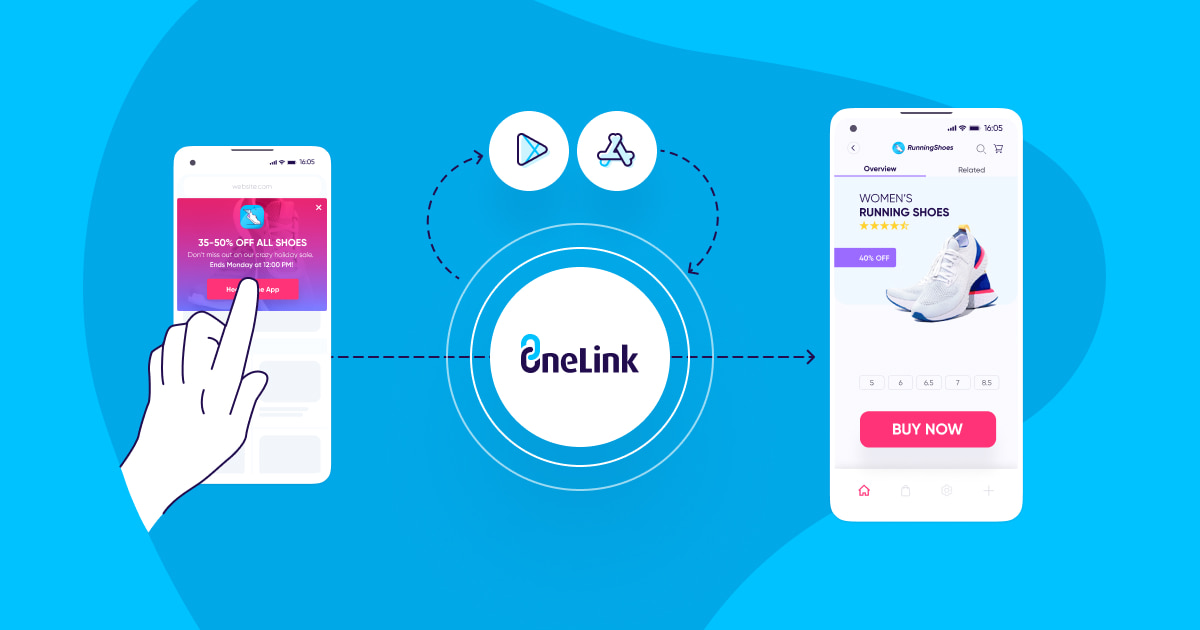 16:05
website.com
35-50% OFF ALL SHOES
Don't miss out on our crazy holiday sale.
Ends Monday at 12:00 PM!
App
OneLink
16:05
RunningShoes
Overview
Related
WOMEN'S
RUNNING SHOES
40% OFF
5
6
6.5
7
8.5
BUY NOW